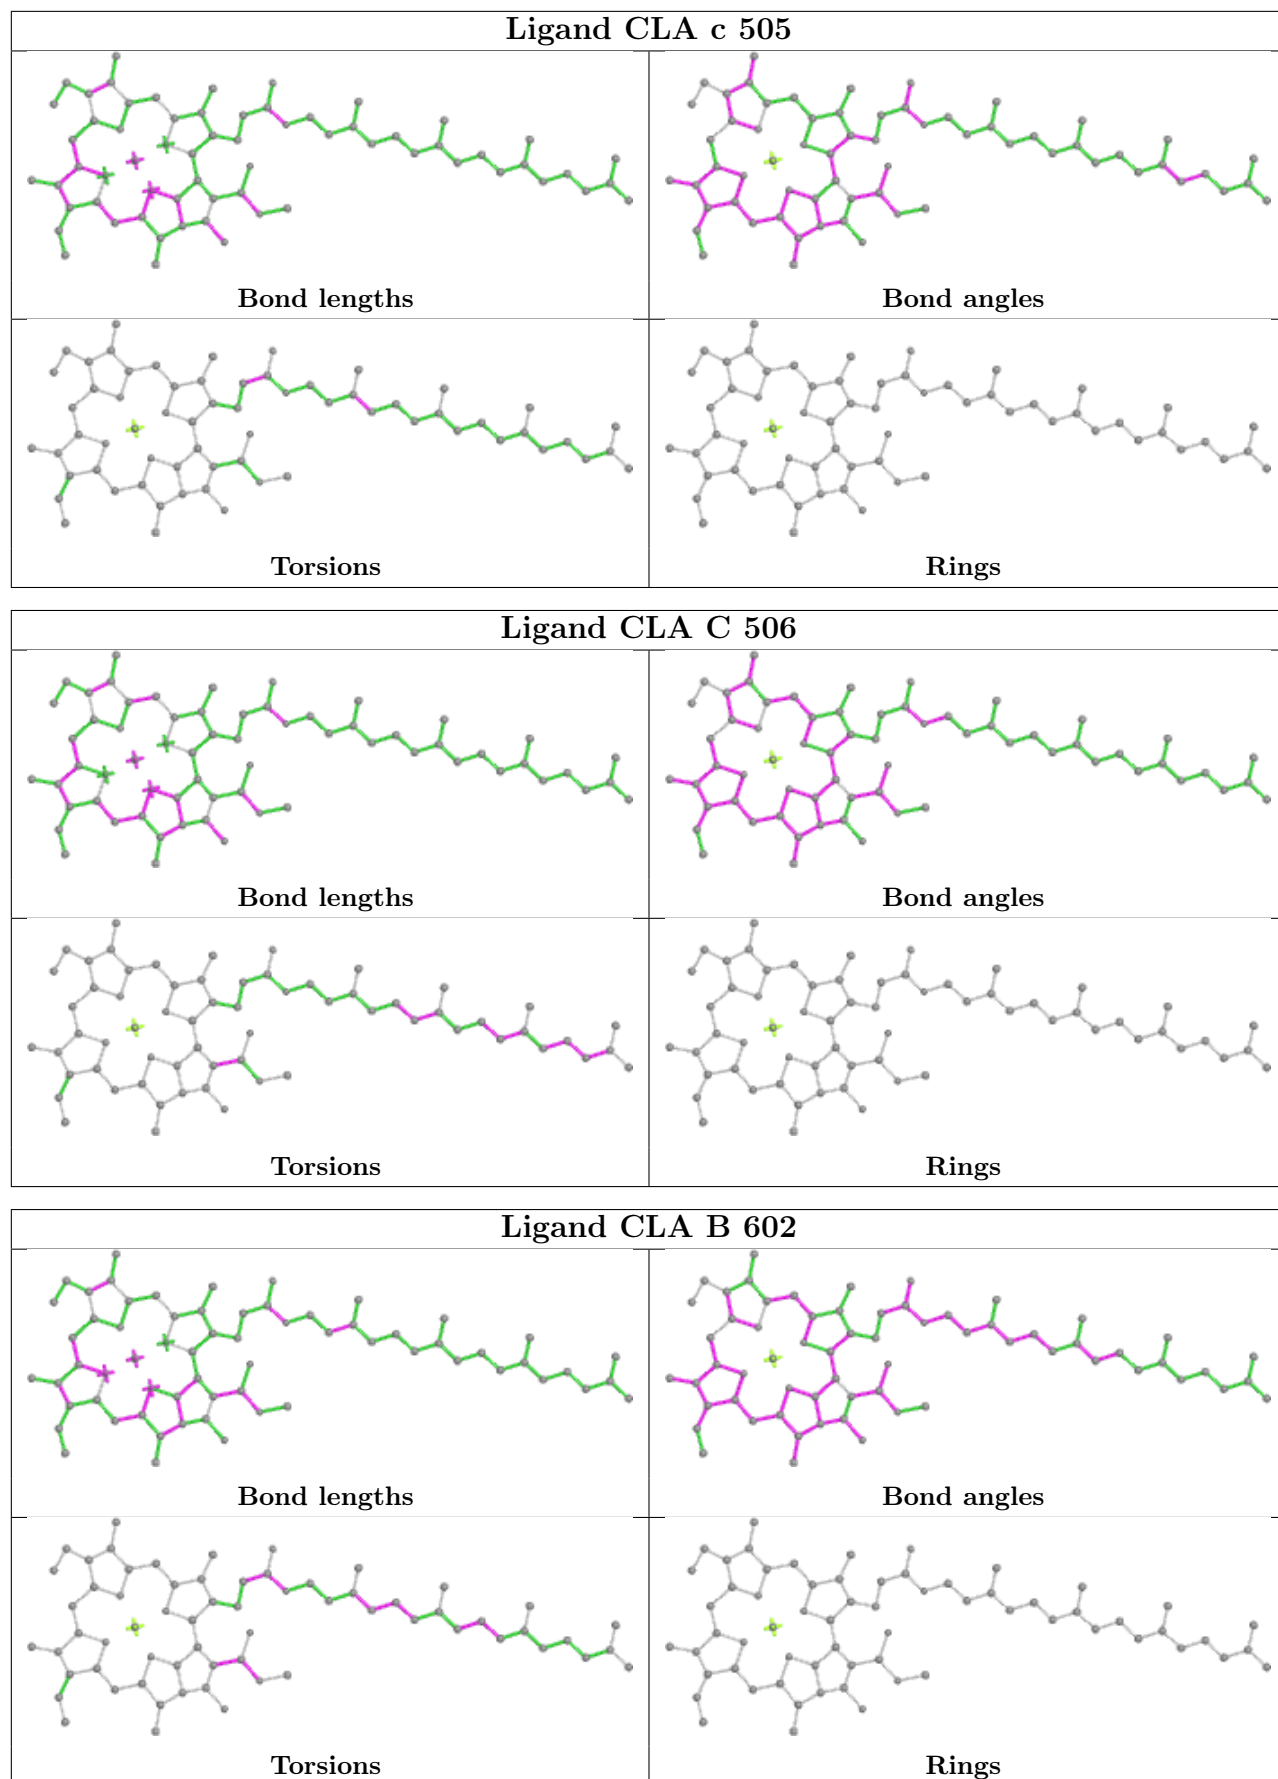 Ligand CLA c 505
Bond lengths
Bond angles
Torsions
Rings
Ligand CLA C 506
Bond lengths
Bond angles
Torsions
Rings
Ligand CLA B 602
Bond lengths
Bond angles
Torsions
Rings